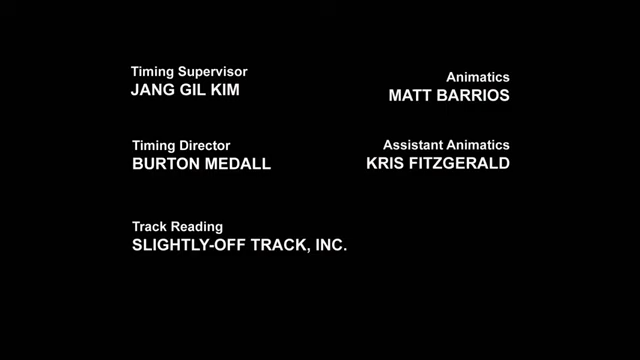 Timing Supervisor
JANG GIL KIM
Animatics
MATT BARRIOS
Timing Director
BURTON MEDALL
Assistant Animatics
KRIS FITZGERALD
Track Reading
SLIGHTLY-OFF TRACK, INC.